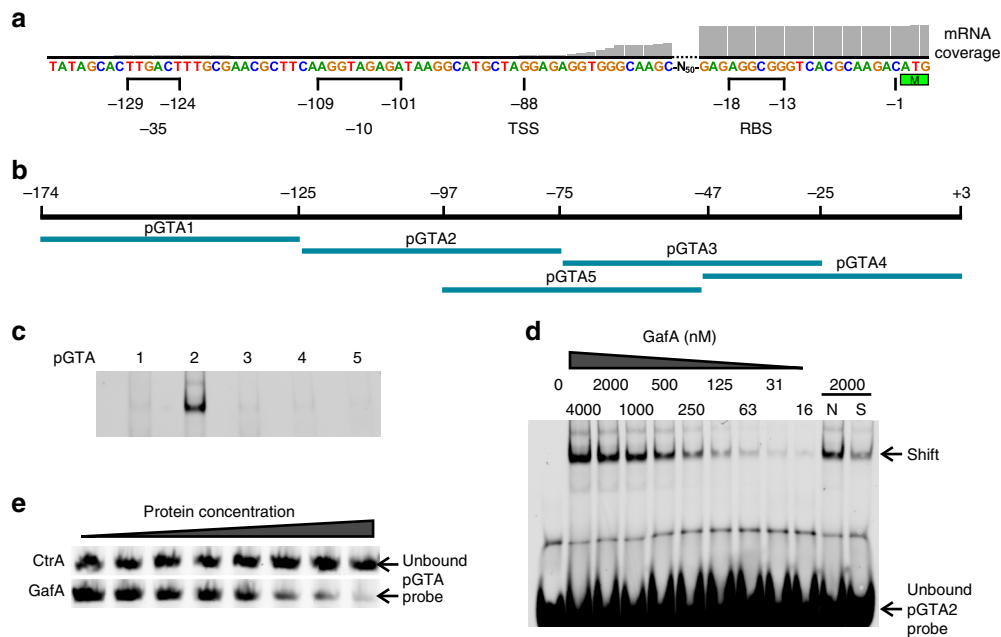 a
mRNA
coverage
TATAGCACTTGACTTTGCGAACGCTTCAAGGTAGAGATAAGGCATGCTAGGAGAGGTGGGCAAGC-N50-GAGAGGCGGGTCACGCAAGACATG
M
–129 –124 –109 –101 –88 –18 –13 –1
–35 –10 TSS RBS
b
–174 –125 –97 –75 –47 –25 +3
pGTA1
pGTA2
pGTA3
pGTA4
pGTA5
c
pGTA 1 2 3 4 5
d
GafA (nM)
0 2000 500 125 31 2000
4000 1000 250 63 16 N S
Shift
Unbound
pGTA2
probe
e
Protein concentration
CtrA
GafA
Unbound
pGTA
probe